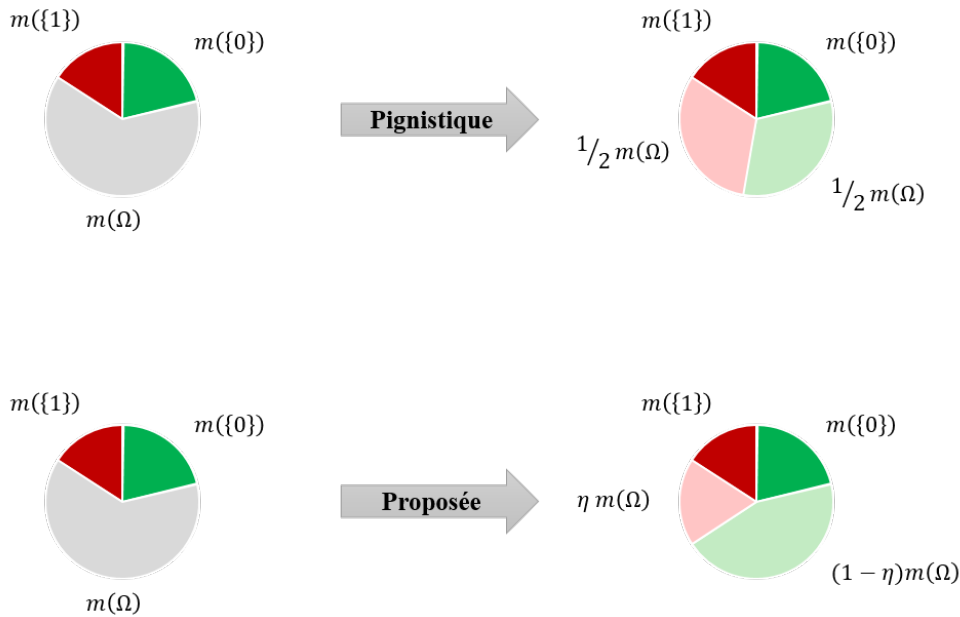 m({1})
m({0})
m(Ω)
Pignistique
m({1})
m({0})
1/2 m(Ω)
1/2 m(Ω)
m({1})
m({0})
m(Ω)
Proposée
m({1})
m({0})
η m(Ω)
(1 − η)m(Ω)